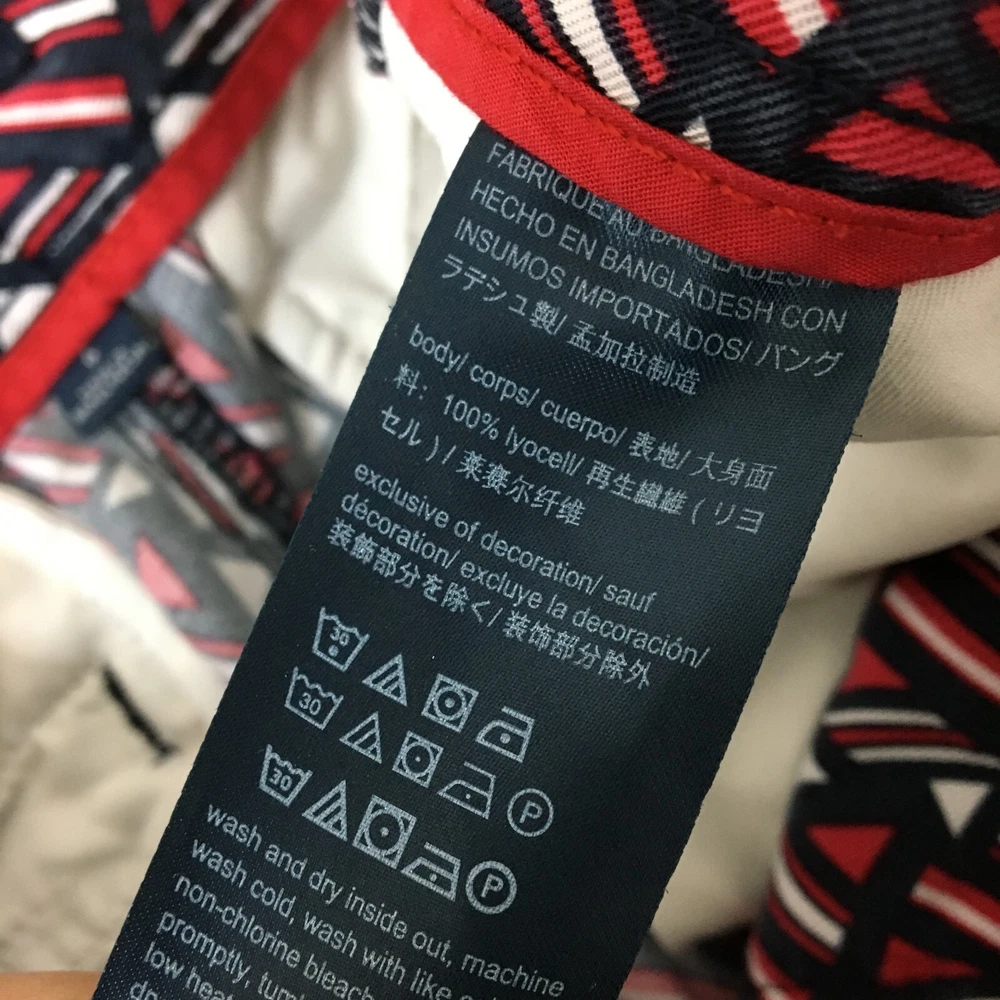 FABRIQUE AU BANGLADESH/
HECHO EN BANGLADESH CON
INSUMOS IMPORTADOS/ バング
ラデシュ製/ 孟加拉制造
body/ corps/ cuerpo/ 表地/ 大身面
料: 100% lyocell/ 再生繊維 (リヨ
セル)/ 莱赛尔纤维
exclusive of decoration/ sauf
décoration/ excluye la decoración/
装飾部分を除く/ 装饰部分除外
30
30
P
30
P
wash and dry inside out, machine
wash cold, wash with like
non-chlorine bleach
promptly,
low heat